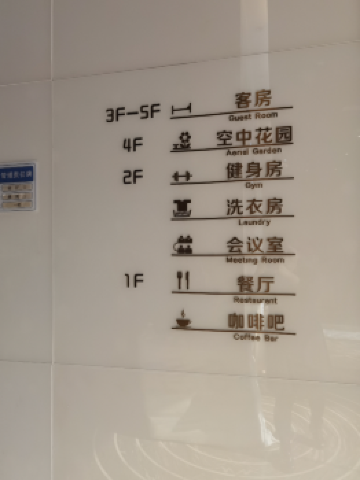 3F-5F 客房
Guest Room
4F 空中花园
Aerial Garden
2F 健身房
Gym
洗衣房
Laundry
会议室
Meeting Room
1F 餐厅
Restaurant
咖啡吧
Coffee Bar